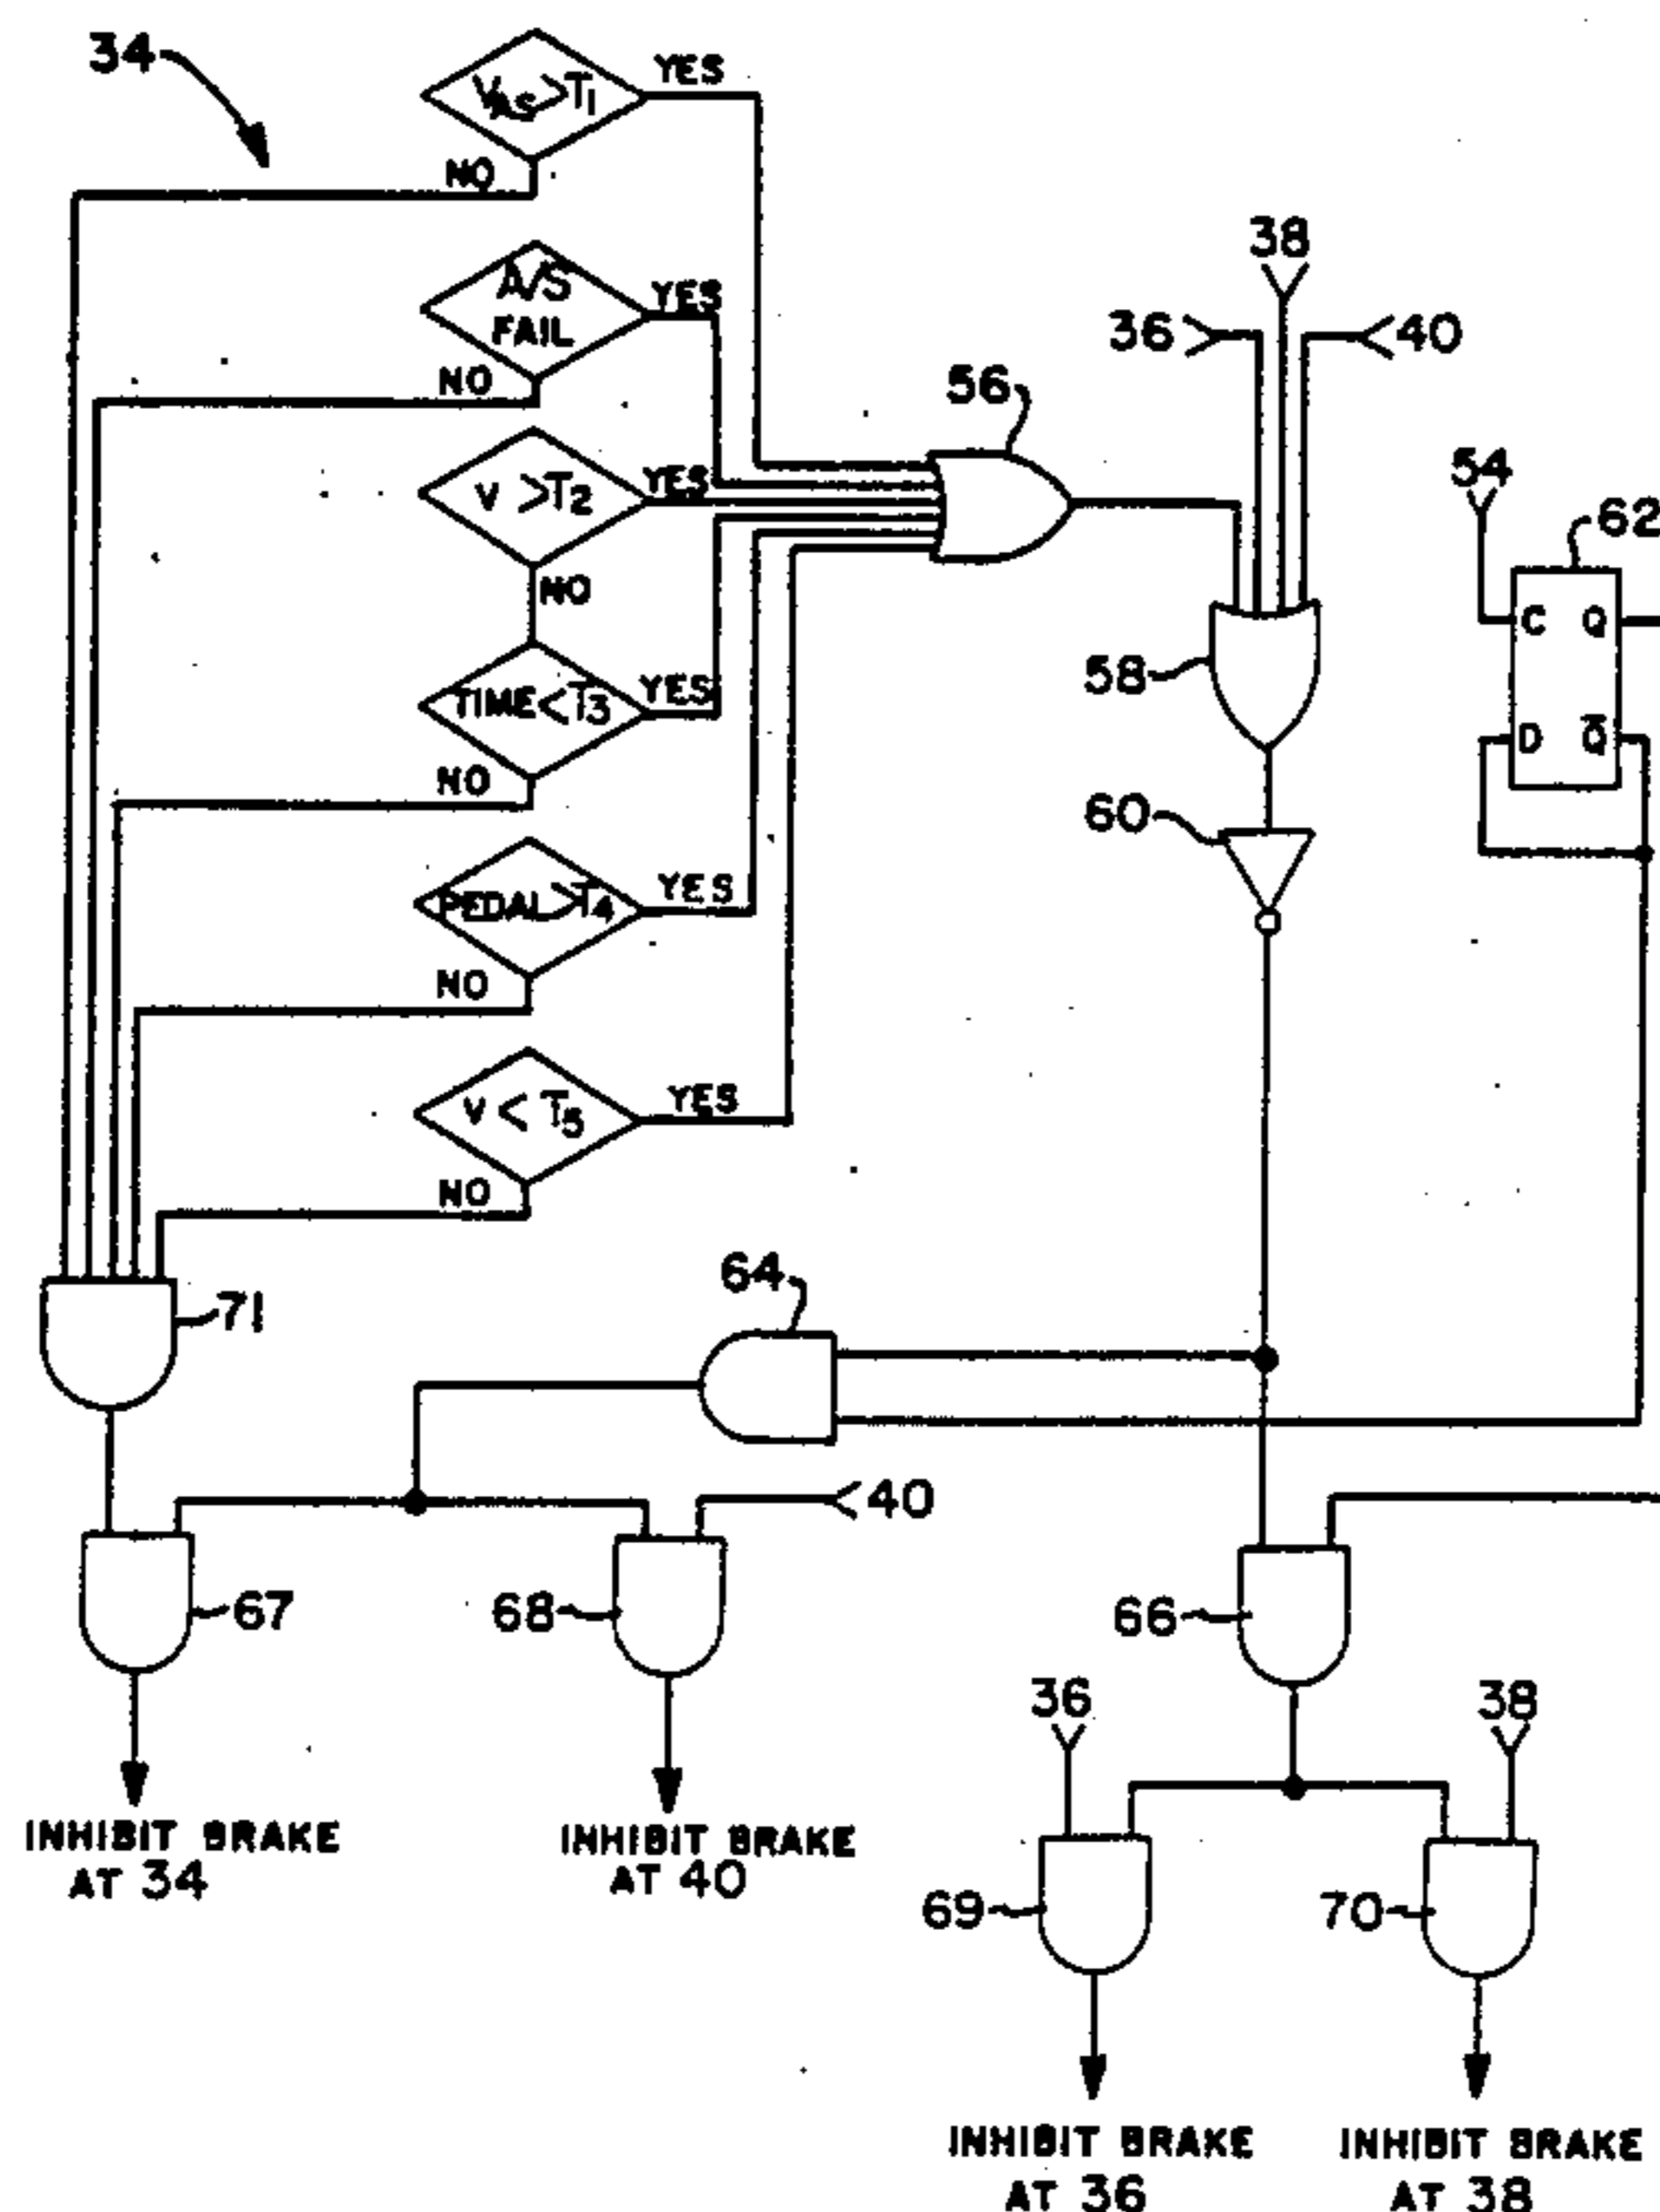 34
>T1
YES
NO
A/S
FAIL
YES
NO
38
36
40
56
V >T2
YES
NO
54
62
C Q
D Q̅
58
TIME<T3
YES
NO
60
PEDAL>T4
YES
NO
V < T5
YES
NO
71
64
40
67
68
66
36
38
INHIBIT BRAKE
AT 34
INHIBIT BRAKE
AT 40
69
70
INHIBIT BRAKE
AT 36
INHIBIT BRAKE
AT 38